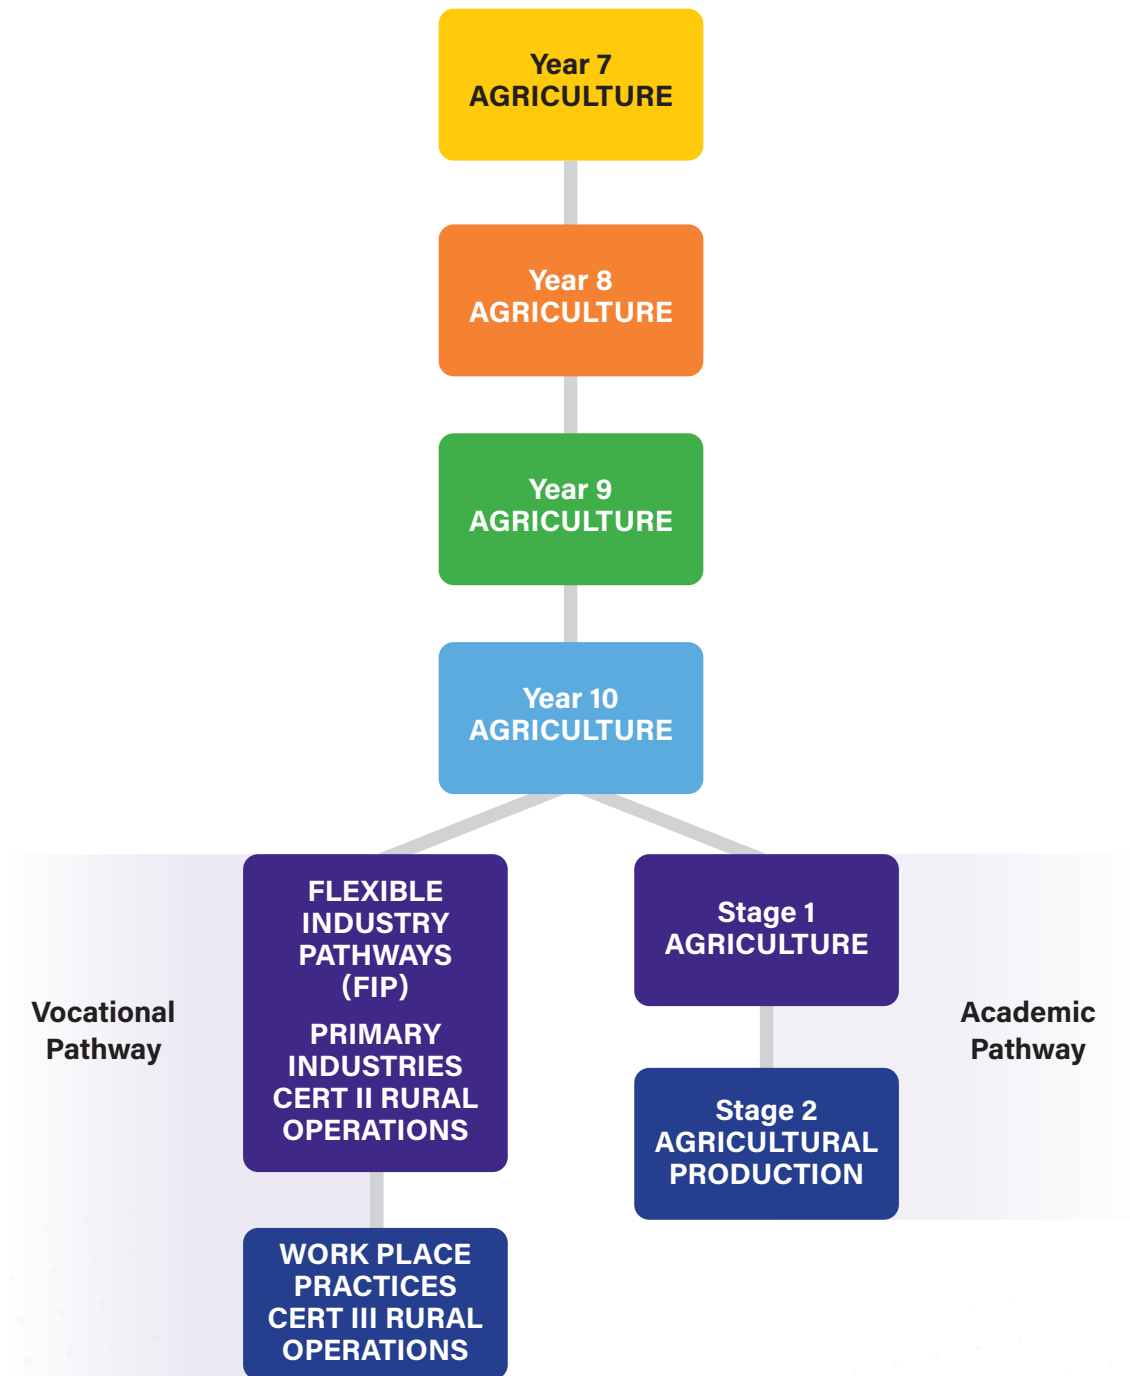 Year 7
AGRICULTURE
Year 8
AGRICULTURE
Year 9
AGRICULTURE
Year 10
AGRICULTURE
Vocational
Pathway
FLEXIBLE
INDUSTRY
PATHWAYS
(FIP)
PRIMARY
INDUSTRIES
CERT II RURAL
OPERATIONS
WORK PLACE
PRACTICES
CERT III RURAL
OPERATIONS
Stage 1
AGRICULTURE
Stage 2
AGRICULTURAL
PRODUCTION
Academic
Pathway